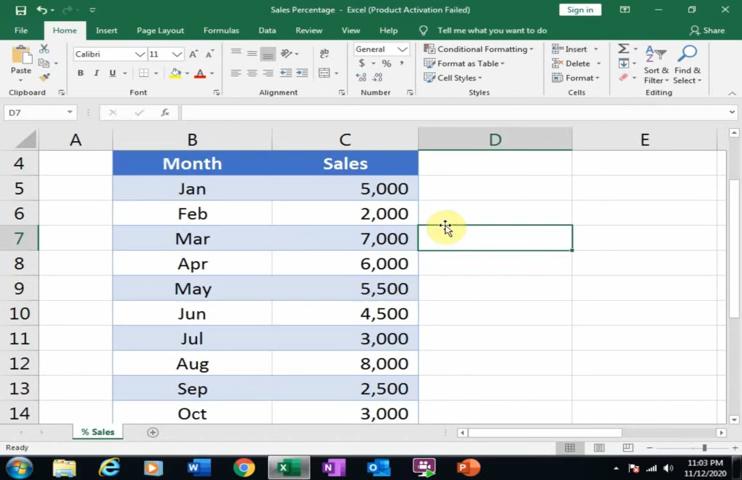 Sales Percentage - Excel (Product Activation Failed)
Sign in
File Home Insert Page Layout Formulas Data Review View Tell me what you want to do Share
Paste
Calibri 11 A A
General
Conditional Formatting
Insert
Format as Table
Delete
B I U A
$ % ,
Cell Styles
Format
Sort & Filter
Find & Select
Clipboard Font Alignment Number Styles Cells Editing
D7 fx
A B C D E
4 Month Sales
5 Jan 5,000
6 Feb 2,000
7 Mar 7,000
8 Apr 6,000
9 May 5,500
10 Jun 4,500
11 Jul 3,000
12 Aug 8,000
13 Sep 2,500
14 Oct 3,000
% Sales
Ready
11:03 PM
11/12/2020